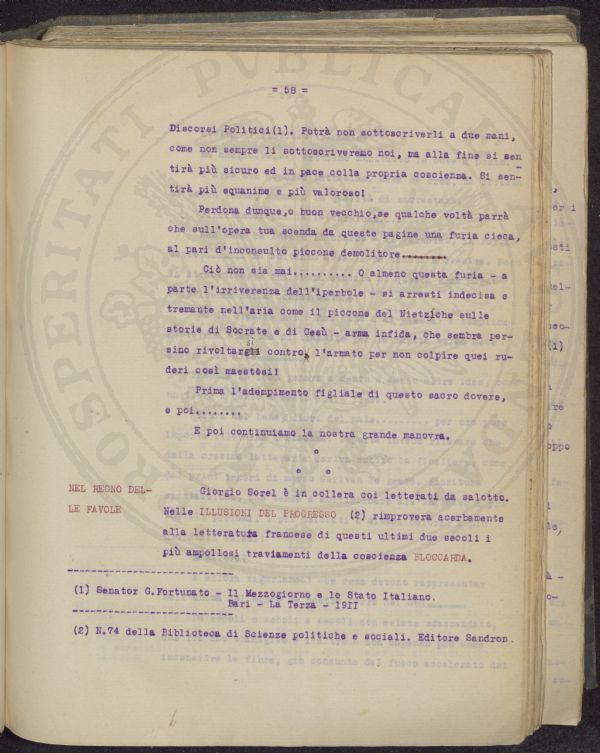 = 58 =
Discorsi Politici(1). Potrà non sottoscriverli a due mani,
come non sempre li sottoscriveremo noi, ma alla fine si sen
tirà più sicuro ed in pace colla propria coscienza. Si sen-
tirà più equanime e più valoroso!
Perdona dunque,o buon vecchio,se qualche voltà parrà
che sull'opera tua scenda da queste pagine una furia cieca,
al pari d'inconsulto piccone demolitore.........
Ciò non sia mai.......... O almeno questa furia - a
parte l'irriverenza dell'iperbole - si arresti indecisa e
tremante nell'aria come il piccone del Nietziche sulle
storie di Socrate e di Gesù - arma infida, che sembra per-
sino rivoltarsi contro l'armato per non colpire quei ru-
deri così maestosi!
Prima l'adempimento figliale di questo sacro dovere,
e poi........
E poi continuiamo la nostra grande manovra.
o
o o
NEL REGNO DEL-
LE FAVOLE
Giorgio Sorel è in collera coi letterati da salotto.
Nelle ILLUSIONI DEL PROGRESSO (2) rimprovera acerbamente
alla letteratura francese di questi ultimi due secoli i
più ampollosi traviamenti della coscienza BLOCCARDA.
(1) Senator G.Fortunato - Il Mezzogiorno e lo Stato Italiano.
Bari - La Terza - 19II
(2) N.74 della Biblioteca di Scienze politiche e sociali. Editore Sandron.